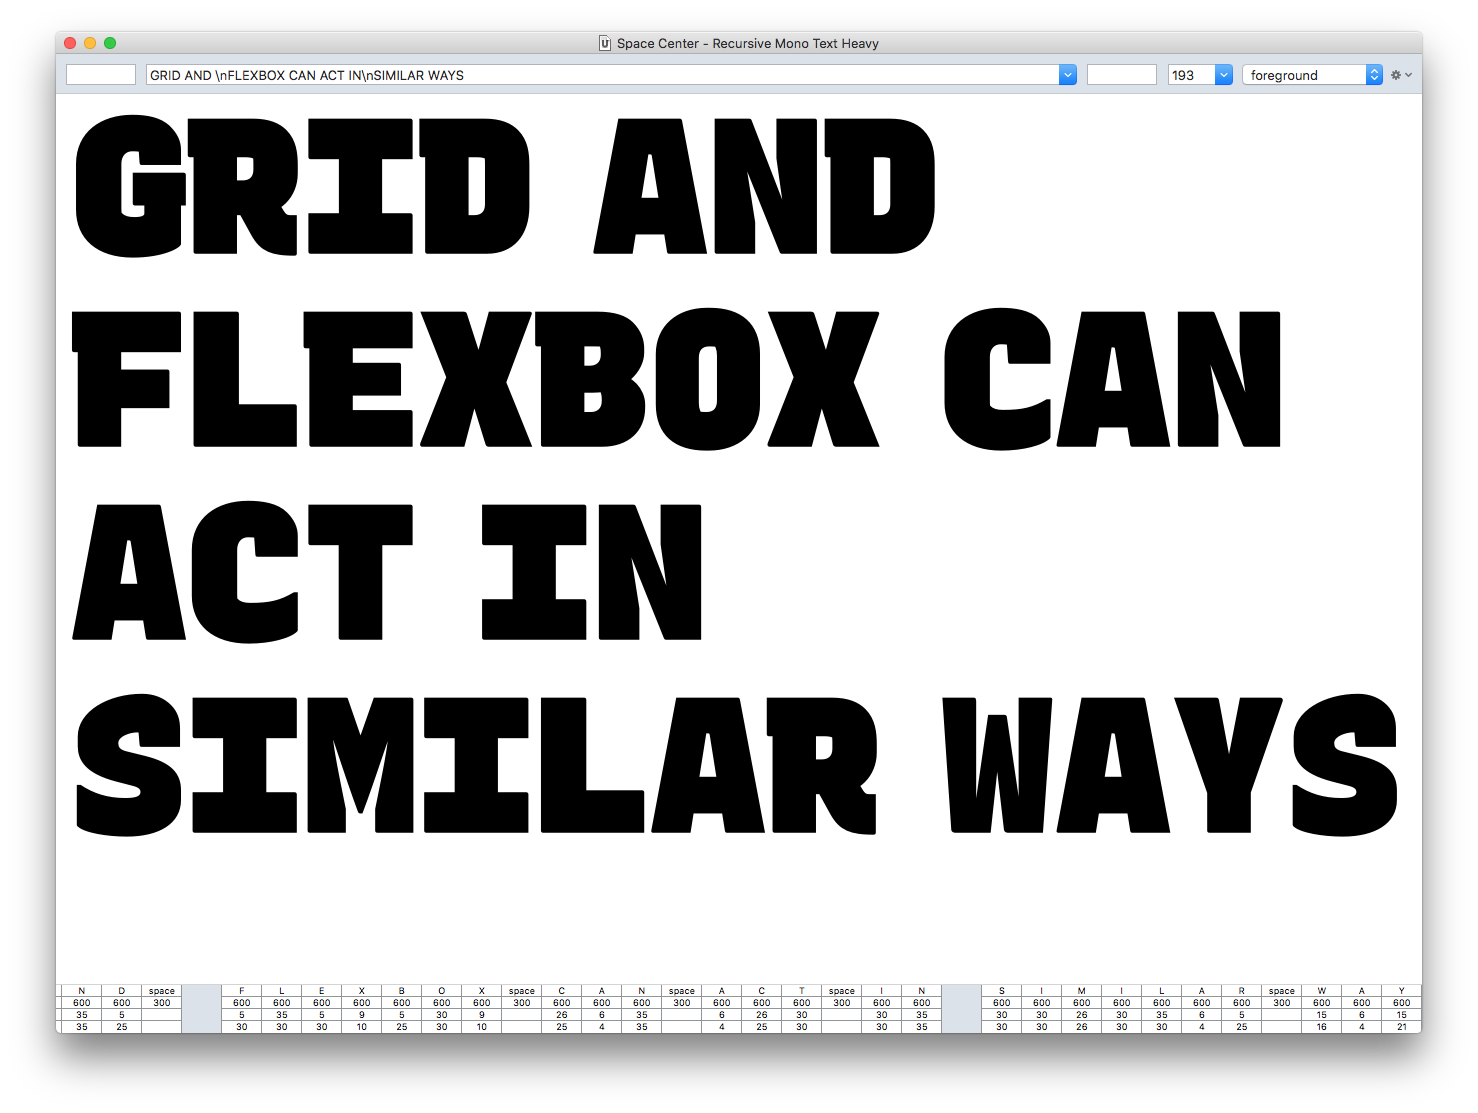 Space Center - Recursive Mono Text Heavy
GRID AND \nFLEXBOX CAN ACT IN\nSIMILAR WAYS 193 foreground
GRID AND
FLEXBOX CAN
ACT IN
SIMILAR WAYS
N D space F L E X B O X space C A N space A C T space I N S I M I L A R space W A Y
600 600 300 600 600 600 600 600 600 600 300 600 600 600 300 600 600 600 300 600 600 600 600 600 600 600 600 600 300 600 600 600
35 5 5 35 5 9 5 30 9 26 6 35 6 26 30 30 35 30 30 26 30 35 6 5 15 6 15
35 25 30 30 30 10 25 30 10 25 4 35 4 25 30 30 35 30 30 26 30 30 4 25 16 4 21